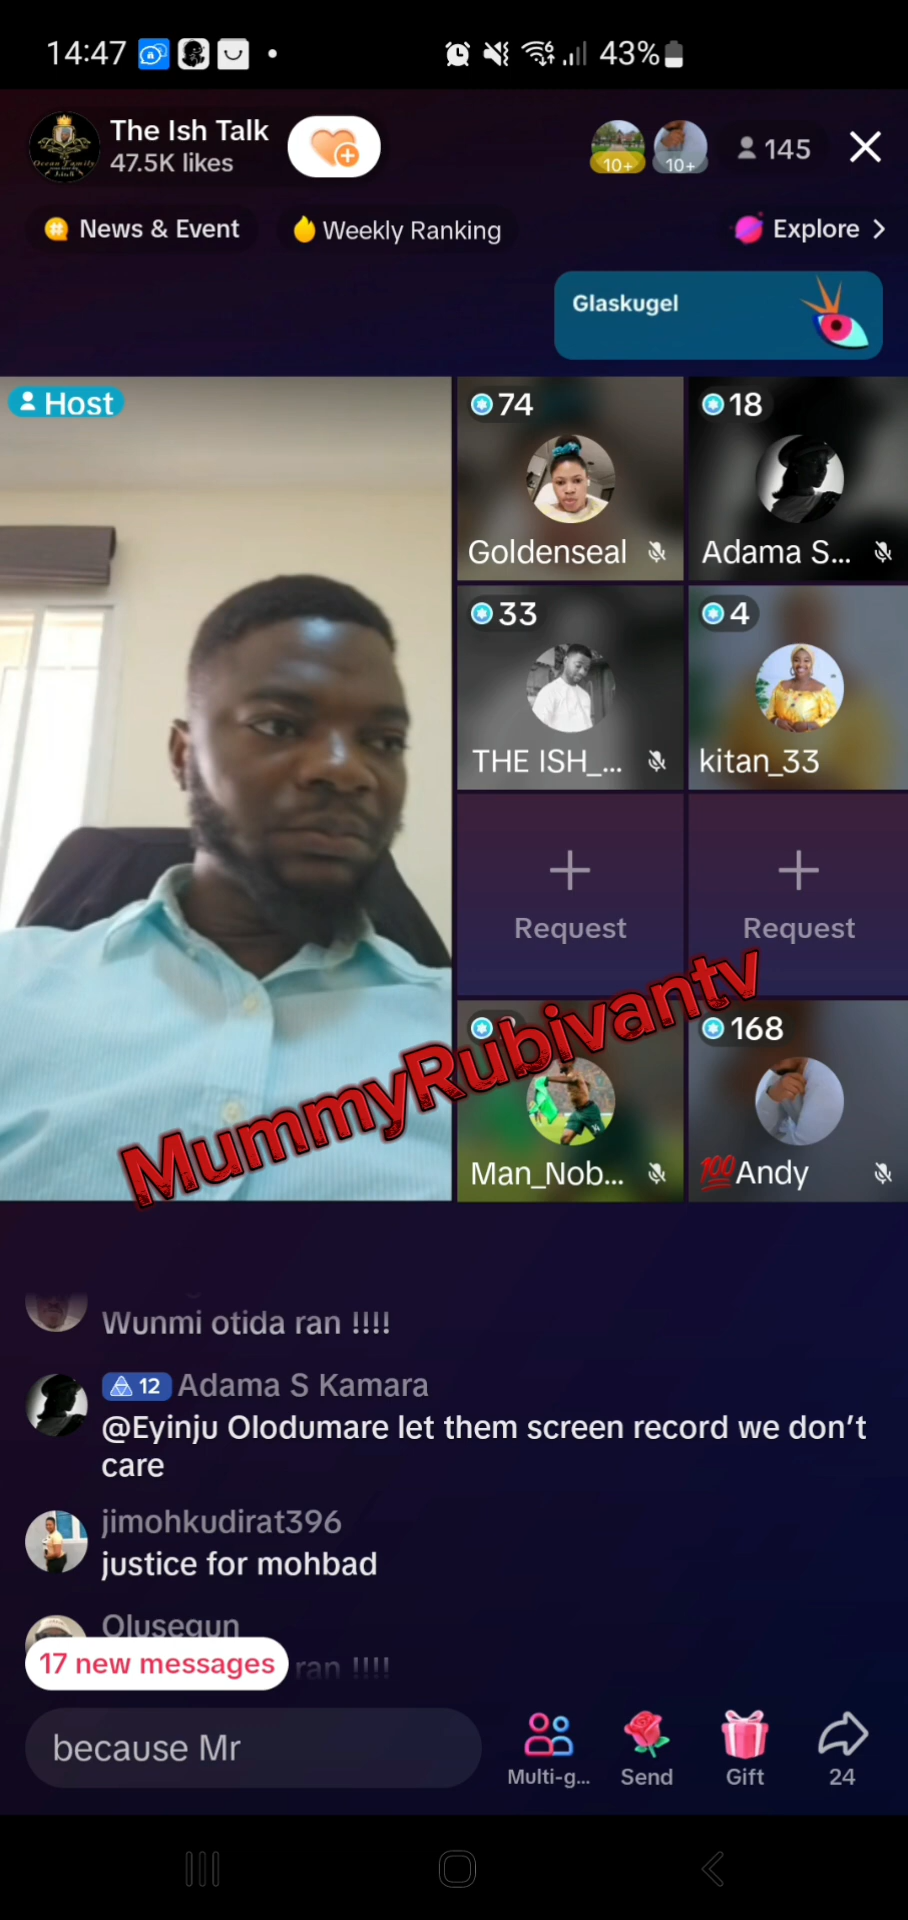 14:47
43%
The Ish Talk
47.5K likes
10+
10+
145
News & Event
Weekly Ranking
Explore
Glaskugel
Host
74
18
Goldenseal
Adama S...
33
4
THE ISH_...
kitan_33
Request
Request
MummyRubivantv
168
Man_Nob...
💯Andy
Wunmi otida ran !!!!
12 Adama S Kamara
@Eyinju Olodumare let them screen record we don’t
care
jimohkudirat396
justice for mohbad
Olusegun
17 new messages
ran !!!!
because Mr
Multi-g...
Send
Gift
24